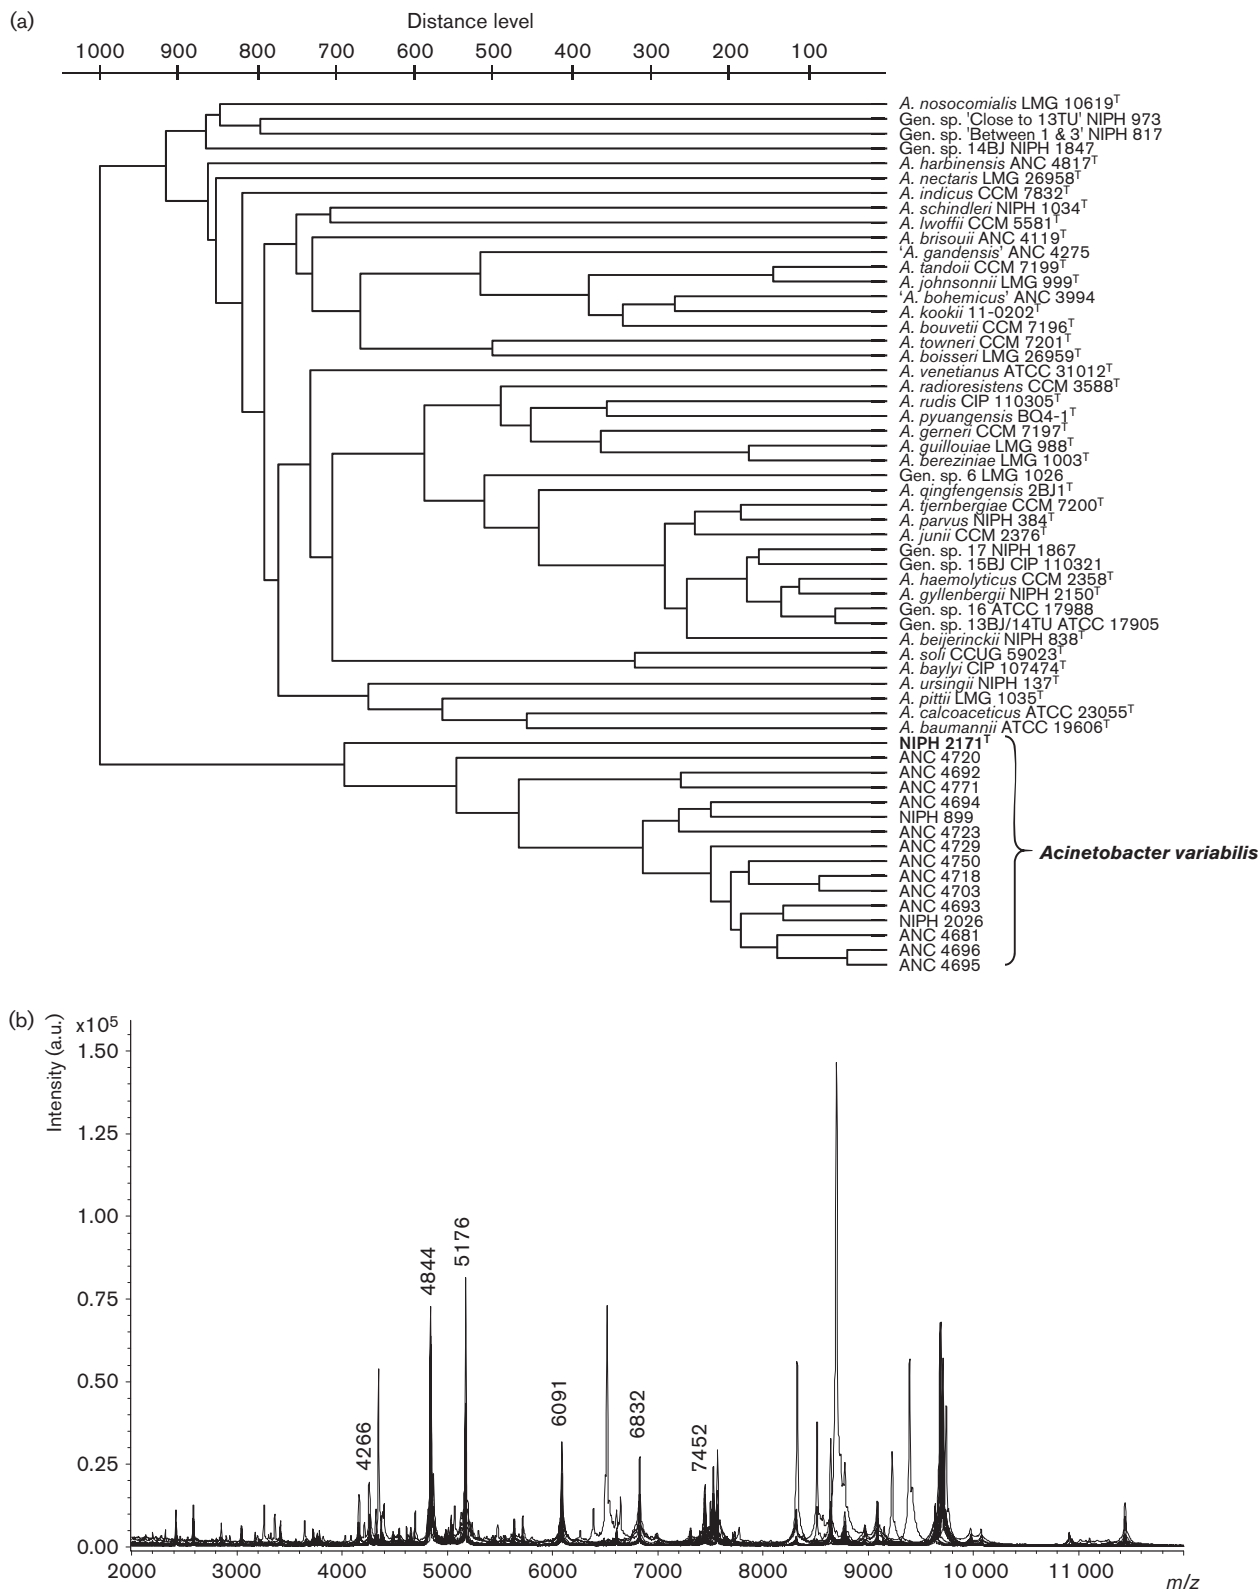 (a)
Distance level
1000 900 800 700 600 500 400 300 200 100
A. nosocomialis LMG 10619T
Gen. sp. 'Close to 13TU' NIPH 973
Gen. sp. 'Between 1 & 3' NIPH 817
Gen. sp. 14BJ NIPH 1847
A. harbinensis ANC 4817T
A. nectaris LMG 26958T
A. indicus CCM 7832T
A. schindleri NIPH 1034T
A. lwoffii CCM 5581T
A. brisouii ANC 4119T
'A. gandensis' ANC 4275
A. tandoii CCM 7199T
A. johnsonnii LMG 999T
'A. bohemicus' ANC 3994
A. kookii 11-0202T
A. bouvetii CCM 7196T
A. towneri CCM 7201T
A. boisseri LMG 26959T
A. venetianus ATCC 31012T
A. radioresistens CCM 3588T
A. rudis CIP 110305T
A. pyuangensis BQ4-1T
A. gerneri CCM 7197T
A. guillouiae LMG 988T
A. bereziniae LMG 1003T
Gen. sp. 6 LMG 1026
A. qingfengensis 2BJ1T
A. tjernbergiae CCM 7200T
A. parvus NIPH 384T
A. junii CCM 2376T
Gen. sp. 17 NIPH 1867
Gen. sp. 15BJ CIP 110321
A. haemolyticus CCM 2358T
A. gyllenbergii NIPH 2150T
Gen. sp. 16 ATCC 17988
Gen. sp. 13BJ/14TU ATCC 17905
A. beijerinckii NIPH 838T
A. soli CCUG 59023T
A. baylyi CIP 107474T
A. ursingii NIPH 137T
A. pittii LMG 1035T
A. calcoaceticus ATCC 23055T
A. baumannii ATCC 19606T
NIPH 2171T
ANC 4720
ANC 4692
ANC 4771
ANC 4694
NIPH 899
ANC 4723
ANC 4729
ANC 4750
ANC 4718
ANC 4703
ANC 4693
NIPH 2026
ANC 4681
ANC 4696
ANC 4695
Acinetobacter variabilis
(b)
x105
Intensity (a.u.)
1.50
1.25
1.00
0.75
0.50
0.25
0.00
4266
4844
5176
6091
6832
7452
2000 3000 4000 5000 6000 7000 8000 9000 10 000 11 000
m/z